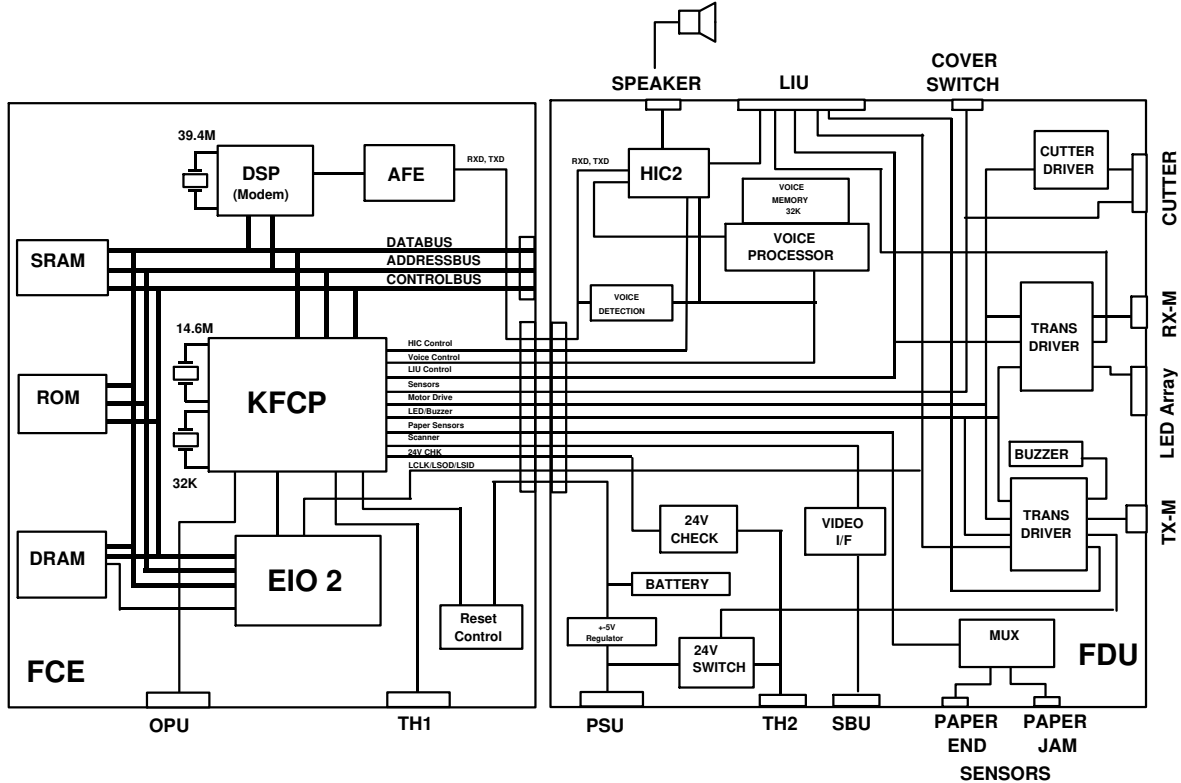 SPEAKER
LIU
COVER
SWITCH
39.4M
DSP
(Modem)
AFE
RXD, TXD
RXD, TXD
HIC2
VOICE
MEMORY
32K
VOICE
PROCESSOR
CUTTER
DRIVER
CUTTER
SRAM
DATABUS
ADDRESSBUS
CONTROLBUS
VOICE
DETECTION
TRANS
DRIVER
RX-M
14.6M
HIC Control
Voice Control
LIU Control
Sensors
Motor Drive
LED/Buzzer
Paper Sensors
Scanner
24V CHK
LCLK/LSOD/LSID
ROM
KFCP
LED Array
32K
BUZZER
24V
CHECK
VIDEO
I/F
TRANS
DRIVER
TX-M
DRAM
EIO 2
BATTERY
Reset
Control
+-5V
Regulator
24V
SWITCH
MUX
FCE
FDU
OPU
TH1
PSU
TH2
SBU
PAPER
END
PAPER
JAM
SENSORS